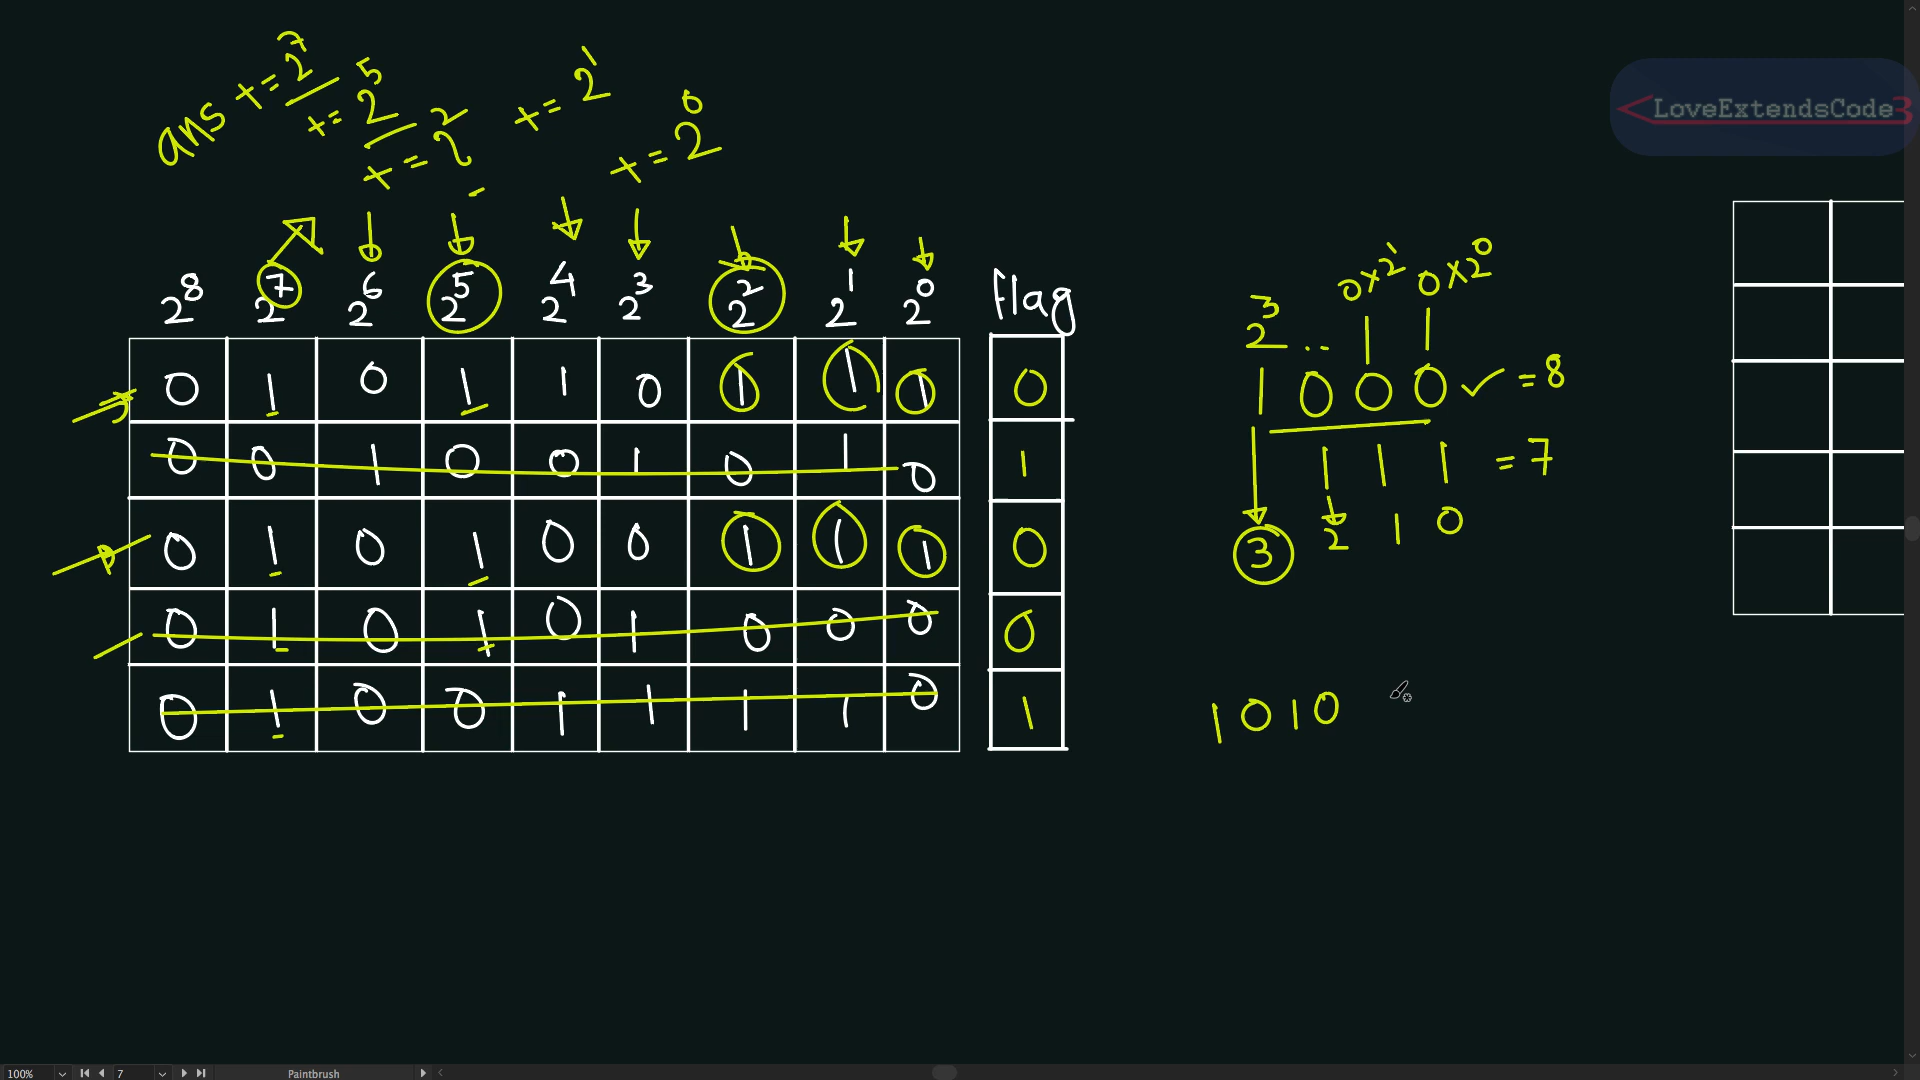 ans += 2^7
+= 2^5
+= 2^2
+= 2^1
+= 2^0
<LoveExtendsCode3
2^8 2^7 2^6 2^5 2^4 2^3 2^2 2^1 2^0 flag
0 1 0 1 1 0 1 1 1 0
0 0 1 0 0 1 0 1 0 1
0 1 0 1 0 0 1 1 1 0
0 1 0 1 0 1 0 0 0 0
0 1 0 0 1 1 1 1 0 1
2^3 .. 0×2^1 0×2^0
1 0 0 0 ✓ = 8
1 1 1 = 7
3 2 1 0
1 0 1 0
100% 7 Paintbrush